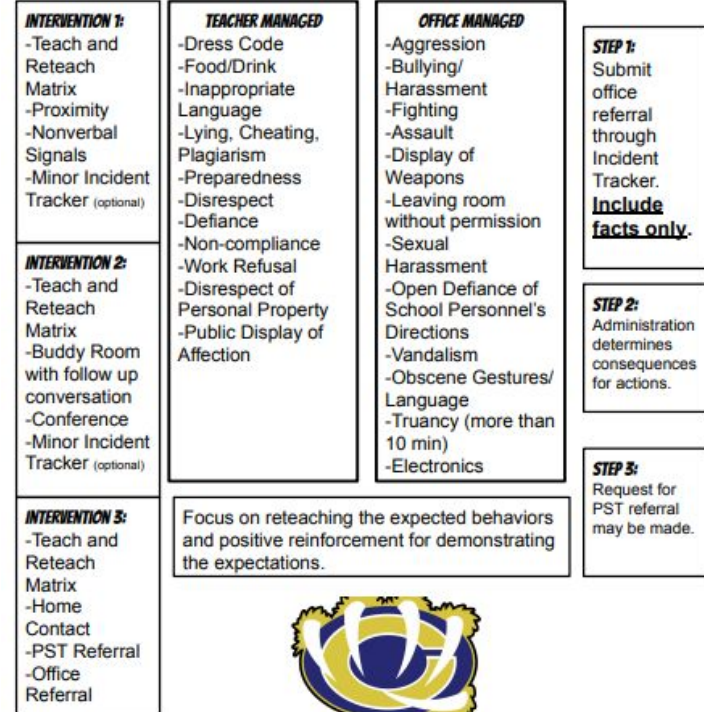 INTERVENTION 1:
-Teach and
Reteach
Matrix
-Proximity
-Nonverbal
Signals
-Minor Incident
Tracker (optional)
INTERVENTION 2:
-Teach and
Reteach
Matrix
-Buddy Room
with follow up
conversation
-Conference
-Minor Incident
Tracker (optional)
INTERVENTION 3:
-Teach and
Reteach
Matrix
-Home
Contact
-PST Referral
-Office
Referral
TEACHER MANAGED
-Dress Code
-Food/Drink
-Inappropriate
Language
-Lying, Cheating,
Plagiarism
-Preparedness
-Disrespect
-Defiance
-Non-compliance
-Work Refusal
-Disrespect of
Personal Property
-Public Display of
Affection
OFFICE MANAGED
-Aggression
-Bullying/
Harassment
-Fighting
-Assault
-Display of
Weapons
-Leaving room
without permission
-Sexual
Harassment
-Open Defiance of
School Personnel's
Directions
-Vandalism
-Obscene Gestures/
Language
-Truancy (more than
10 min)
-Electronics
STEP 1:
Submit
office
referral
through
Incident
Tracker.
Include
facts only.
STEP 2:
Administration
determines
consequences
for actions.
STEP 3:
Request for
PST referral
may be made.
Focus on reteaching the expected behaviors
and positive reinforcement for demonstrating
the expectations.